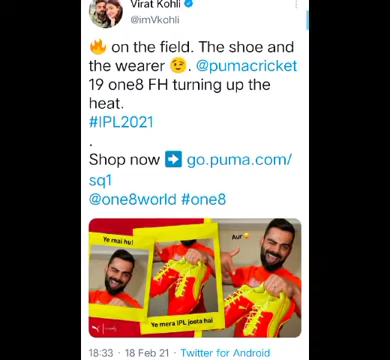 Virat Kohli
@imVkohli
🔥 on the field. The shoe and
the wearer 😉. @pumacricket
19 one8 FH turning up the
heat.
#IPL2021
.
Shop now ➡️ go.puma.com/
sq1
@one8world #one8
Ye mai hu!
Ye mera IPL joota hai
Aur😉
18:33 · 18 Feb 21 · Twitter for Android